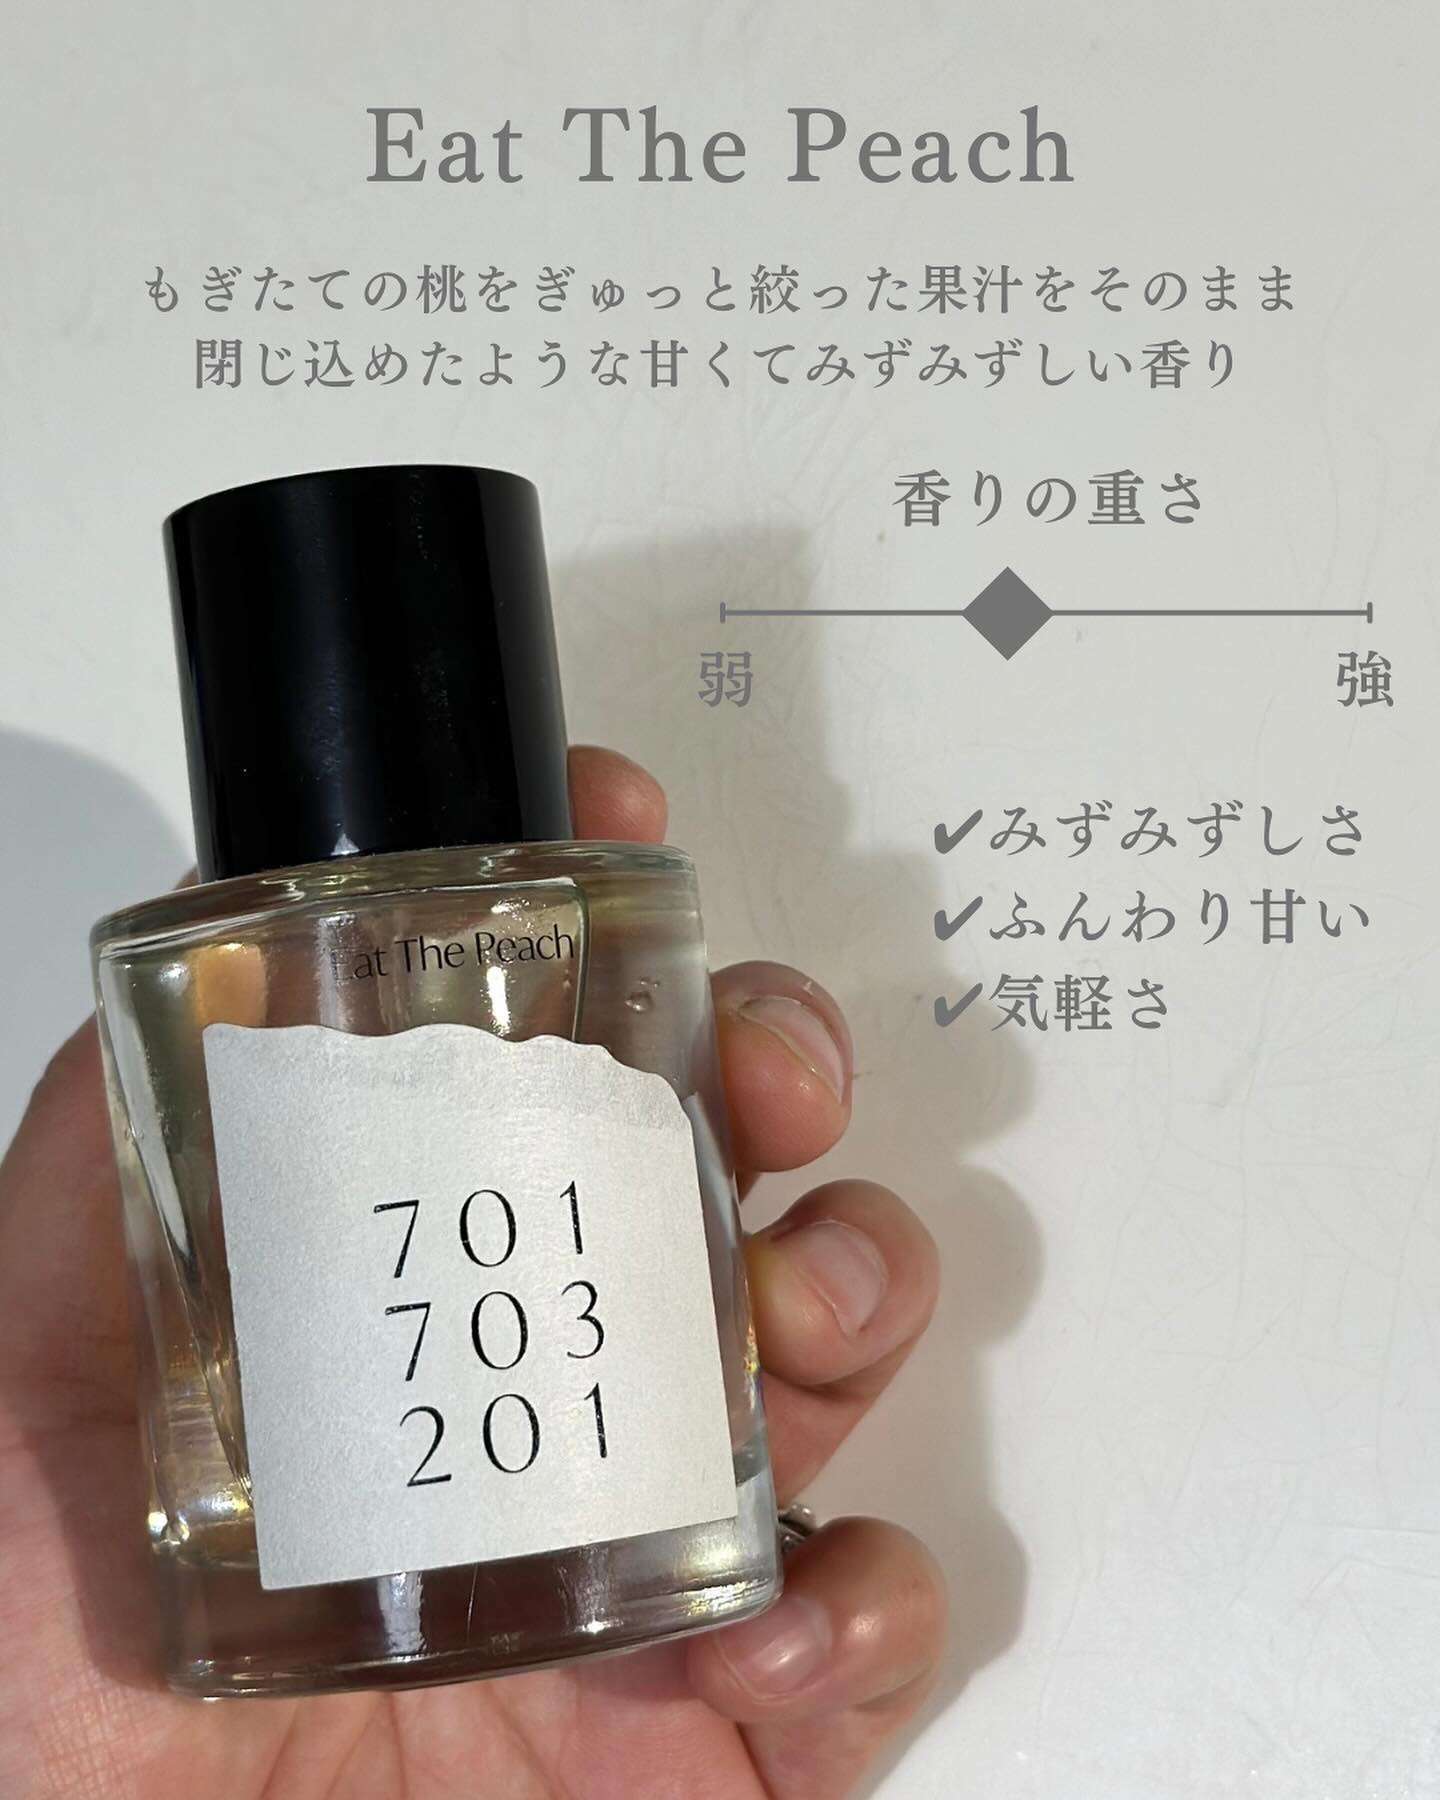 Eat The Peach
もぎたての桃をぎゅっと絞った果汁をそのまま
閉じ込めたような甘くてみずみずしい香り
香りの重さ
弱
強
✔みずみずしさ
✔ふんわり甘い
✔気軽さ
Eat The Peach
701
703
201